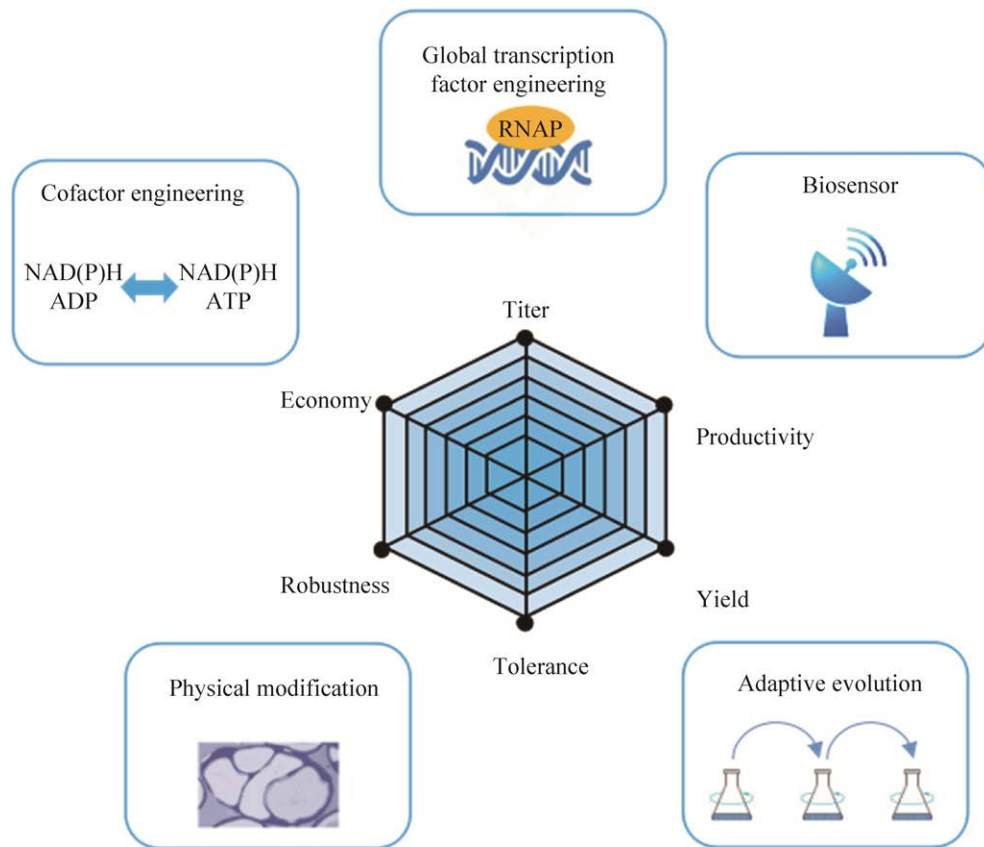 Global transcription
factor engineering
RNAP
Cofactor engineering
NAD(P)H
NAD(P)H
ADP
ATP
Biosensor
Titer
Economy
Productivity
Robustness
Yield
Tolerance
Physical modification
Adaptive evolution